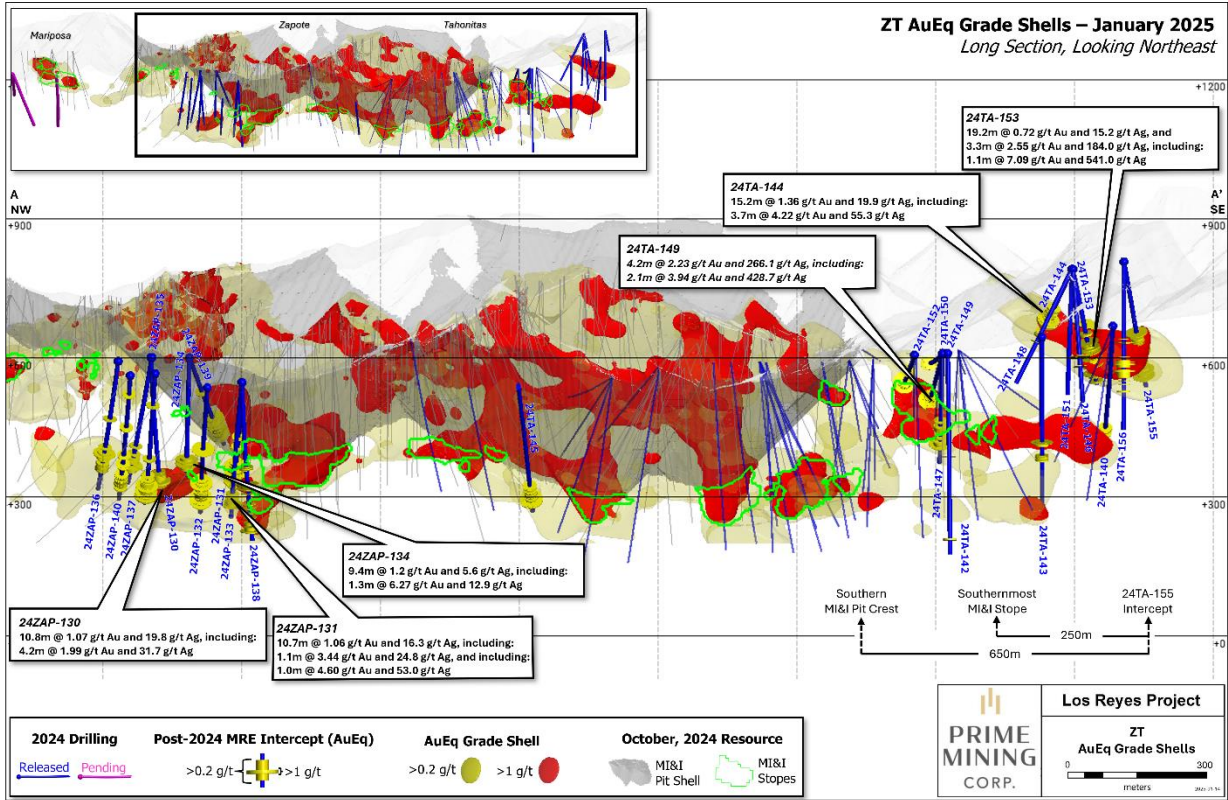 Mariposa
Zapote
Tahonitas
ZT AuEq Grade Shells – January 2025
Long Section, Looking Northeast
+1200
24TA-153
19.2m @ 0.72 g/t Au and 15.2 g/t Ag, and
3.3m @ 2.55 g/t Au and 184.0 g/t Ag, including:
1.1m @ 7.09 g/t Au and 541.0 g/t Ag
24TA-144
15.2m @ 1.36 g/t Au and 19.9 g/t Ag, including:
3.7m @ 4.22 g/t Au and 55.3 g/t Ag
A
NW
A'
SE
+900
+900
24TA-149
4.2m @ 2.23 g/t Au and 266.1 g/t Ag, including:
2.1m @ 3.94 g/t Au and 428.7 g/t Ag
24ZAP-135
24ZAP-134
24ZAP-139
24TA-152
24TA-150
24TA-149
24TA-144
24TA-153
24TA-148
+600
24TA-145
24TA-151
24TA-155
24TA-156
24TA-140
24TA-147
24TA-142
24TA-143
+300
+300
24ZAP-136
24ZAP-140
24ZAP-137
24ZAP-130
24ZAP-132
24ZAP-131
24ZAP-133
24ZAP-138
24ZAP-134
9.4m @ 1.2 g/t Au and 5.6 g/t Ag, including:
1.3m @ 6.27 g/t Au and 12.9 g/t Ag
24ZAP-130
10.8m @ 1.07 g/t Au and 19.8 g/t Ag, including:
4.2m @ 1.99 g/t Au and 31.7 g/t Ag
24ZAP-131
10.7m @ 1.06 g/t Au and 16.3 g/t Ag, including:
1.1m @ 3.44 g/t Au and 24.8 g/t Ag, and including:
1.0m @ 4.60 g/t Au and 53.0 g/t Ag
Southern
MI&I Pit Crest
Southernmost
MI&I Stope
24TA-155
Intercept
250m
650m
+0
2024 Drilling
Released
Pending
Post-2024 MRE Intercept (AuEq)
>0.2 g/t
>1 g/t
AuEq Grade Shell
>0.2 g/t
>1 g/t
October, 2024 Resource
MI&I
Pit Shell
MI&I
Stopes
PRIME
MINING
CORP.
Los Reyes Project
ZT
AuEq Grade Shells
0
300
meters